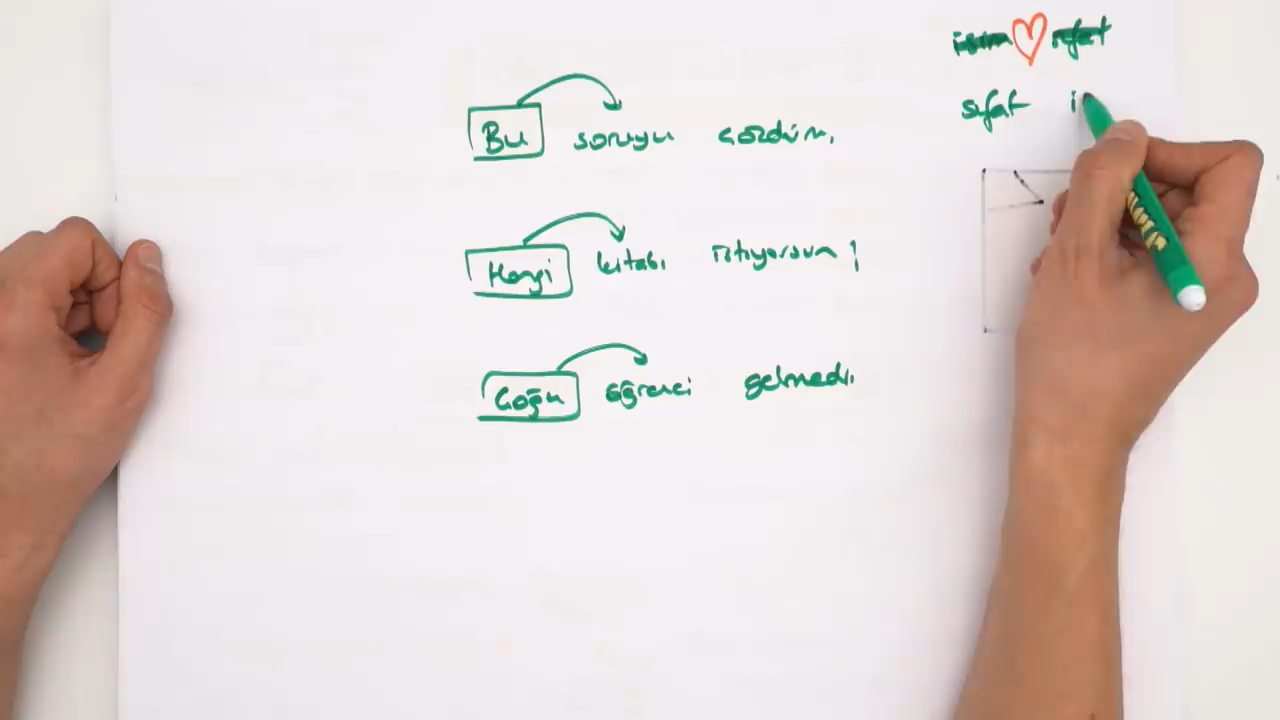 isim sıfat
sıfat i
Bu soruyu çözdüm.
Hangi kitabı istiyorsun?
Çoğu öğrenci gelmedi.